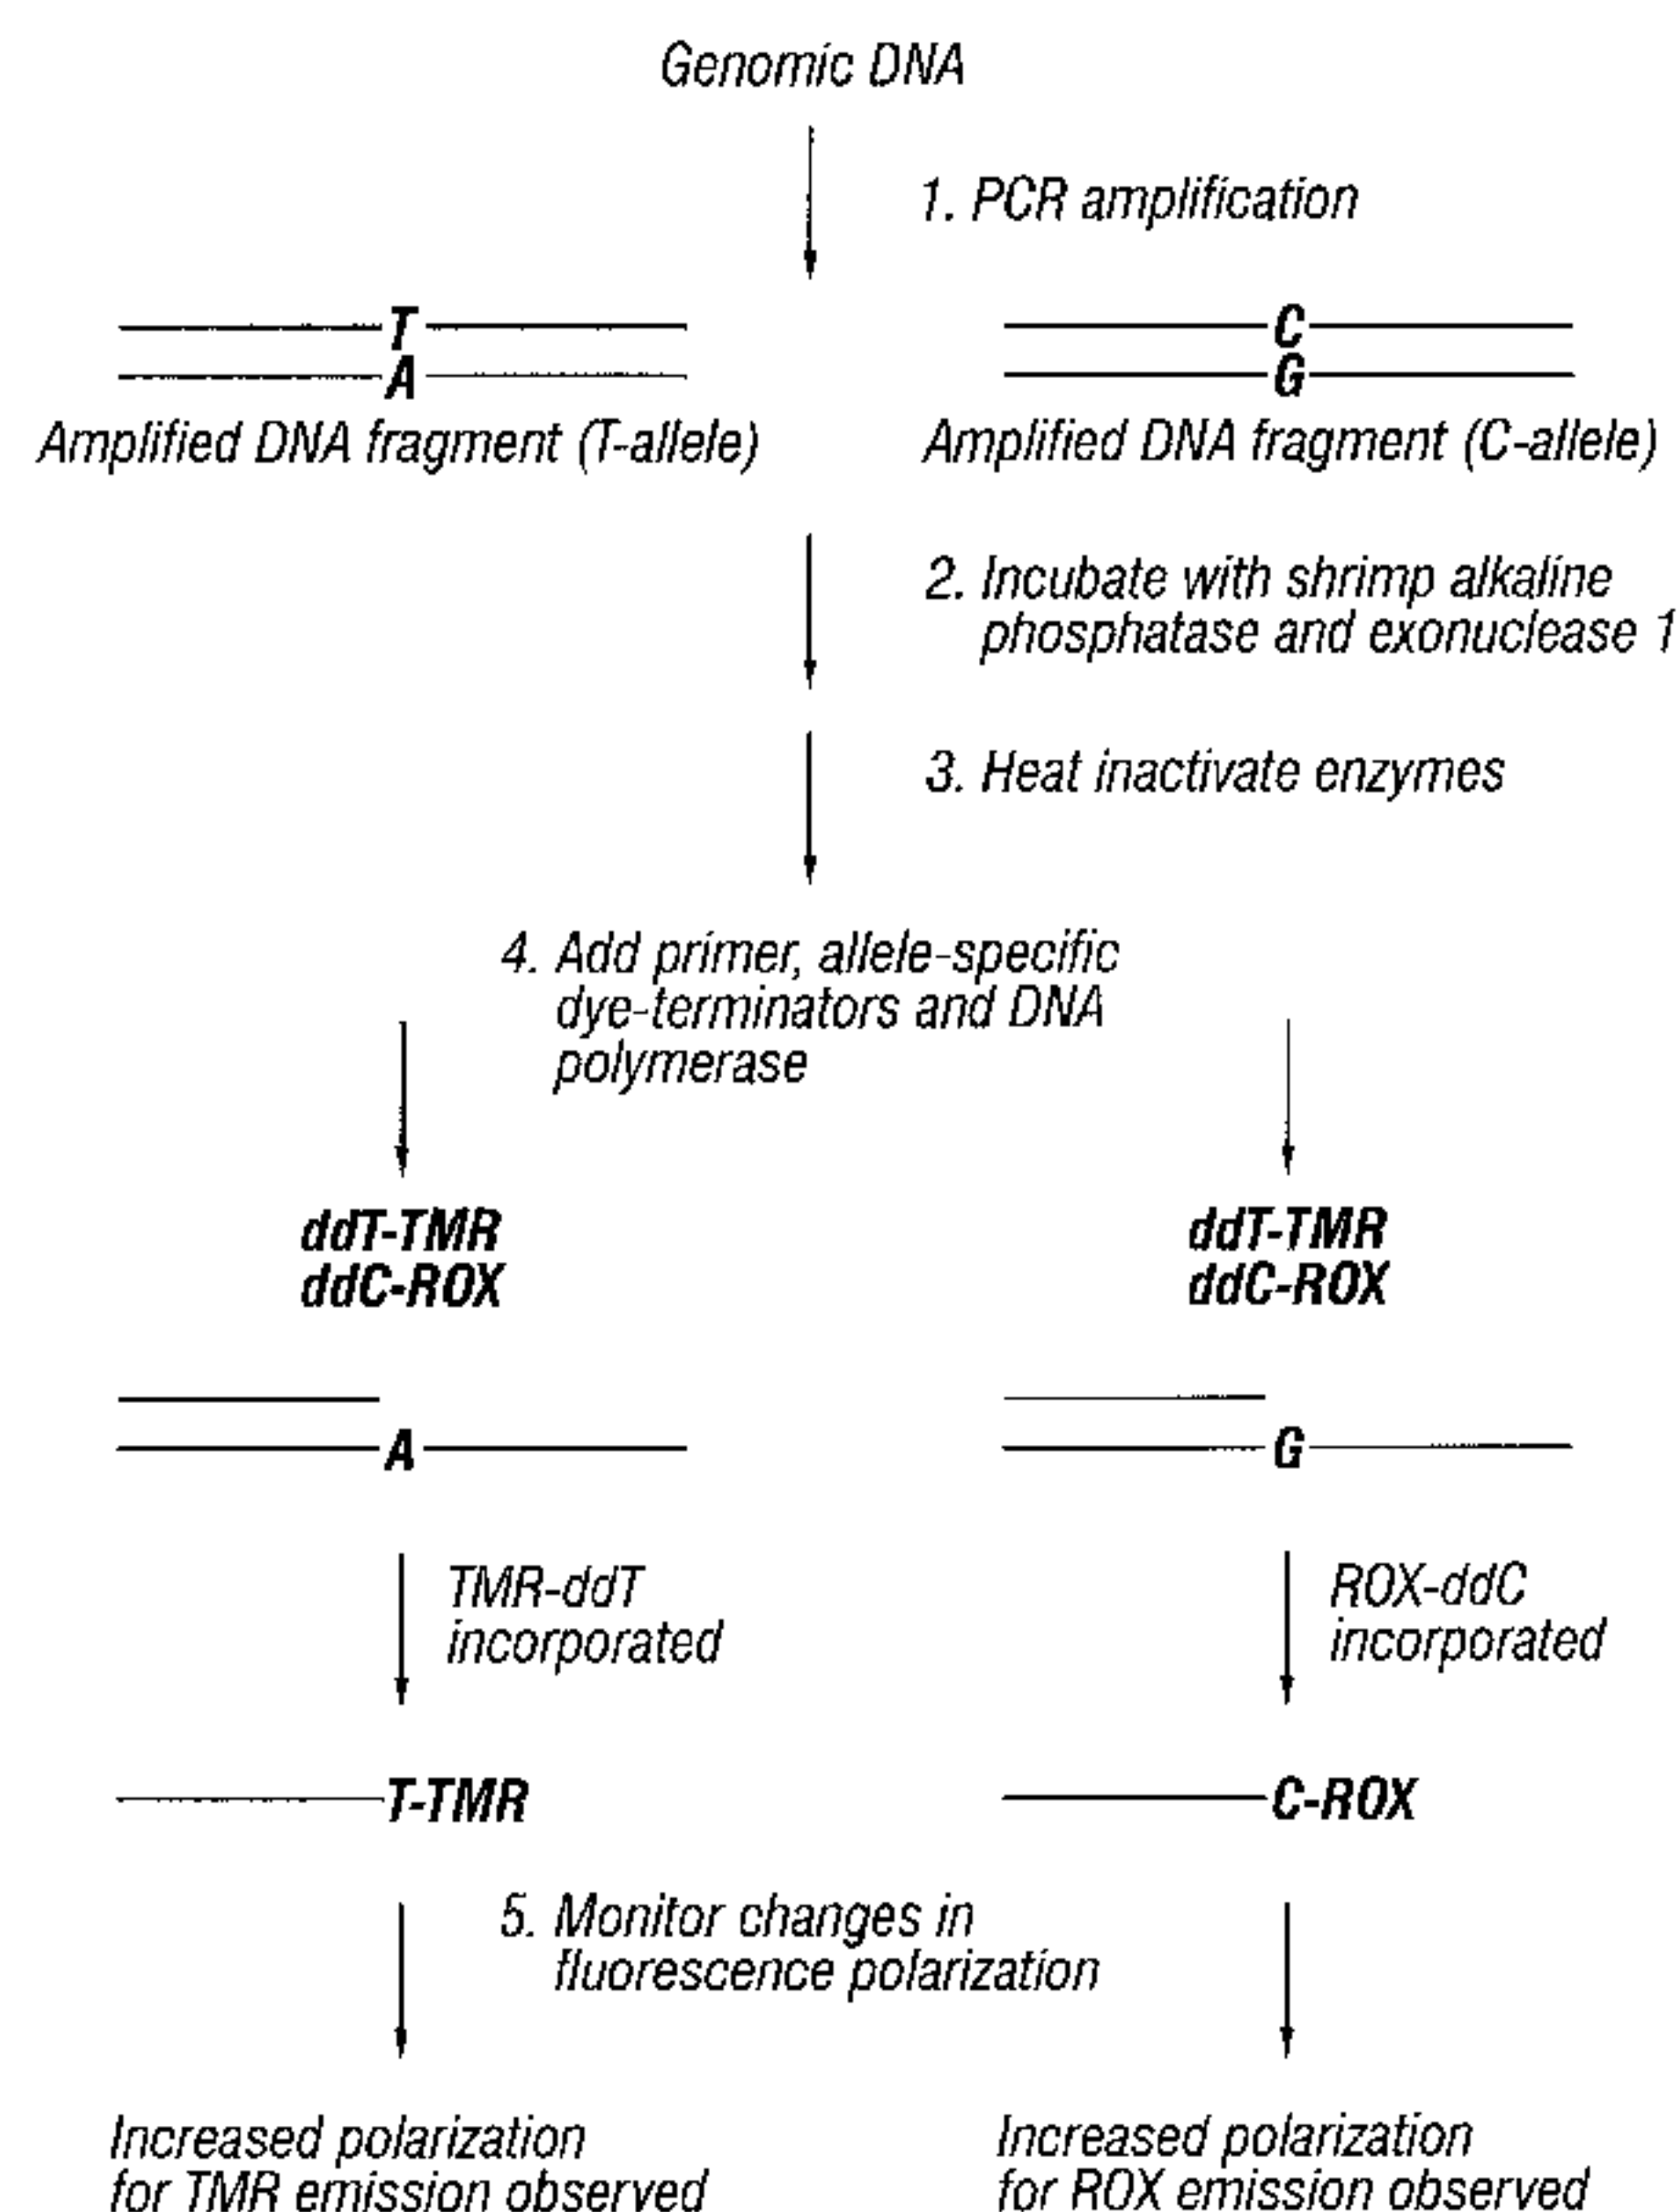 Genomic DNA
1. PCR amplification
T
A
Amplified DNA fragment (T-allele)
C
G
Amplified DNA fragment (C-allele)
2. Incubate with shrimp alkaline
phosphatase and exonuclease 1
3. Heat inactivate enzymes
4. Add primer, allele-specific
dye-terminators and DNA
polymerase
ddT-TMR
ddC-ROX
ddT-TMR
ddC-ROX
A
G
TMR-ddT
incorporated
ROX-ddC
incorporated
T-TMR
C-ROX
5. Monitor changes in
fluorescence polarization
Increased polarization
for TMR emission observed
Increased polarization
for ROX emission observed